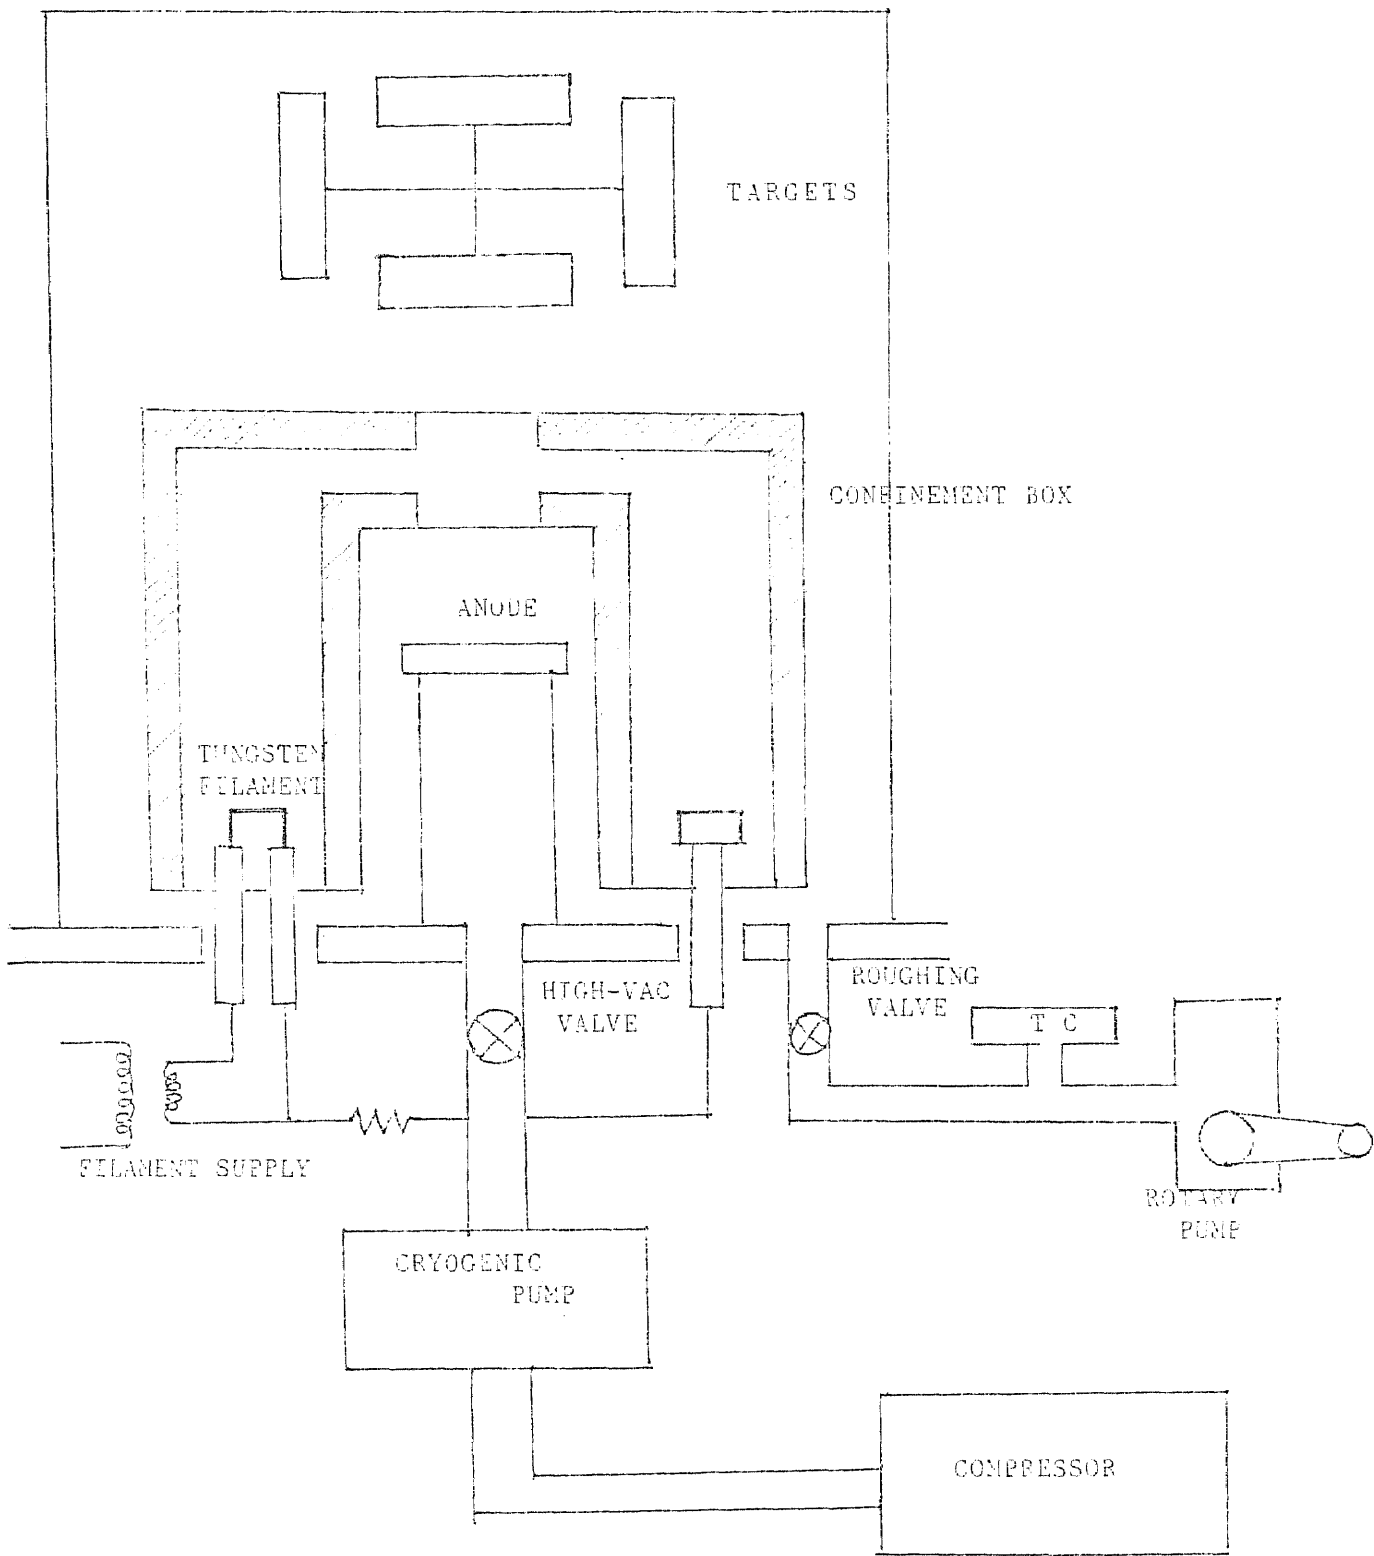 TARGETS
CONFINEMENT BOX
ANODE
TUNGSTEN
FILAMENT
HIGH-VAC
VALVE
ROUGHING
VALVE
T C
FILAMENT SUPPLY
ROTARY
PUMP
CRYOGENIC
PUMP
COMPRESSOR